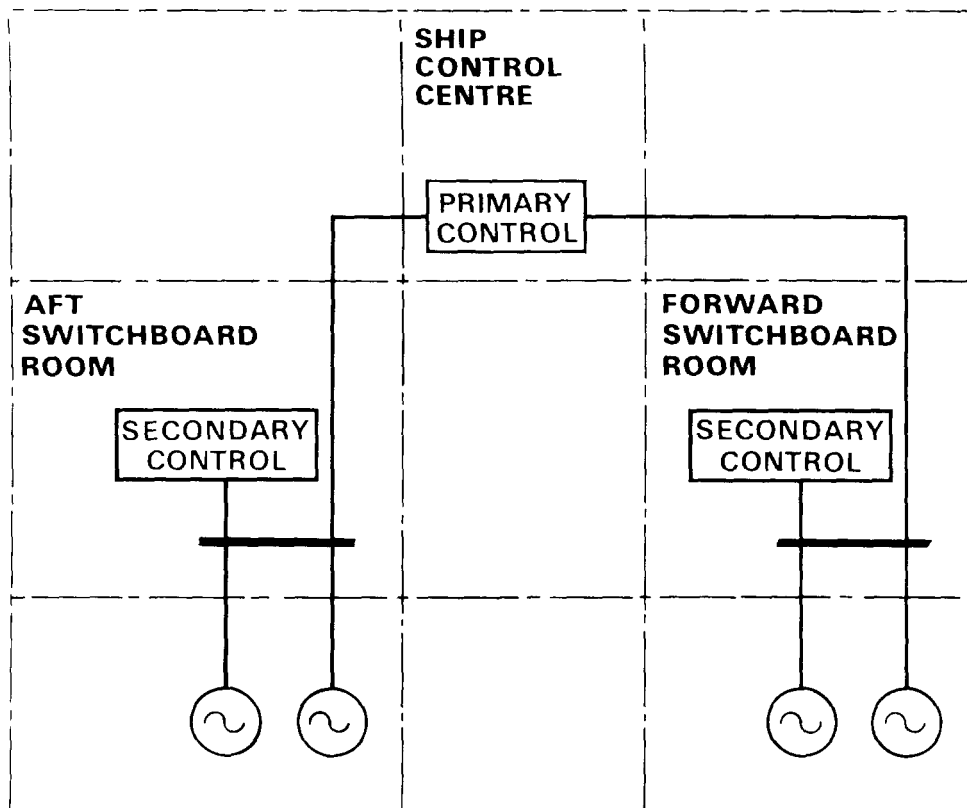 SHIP
CONTROL
CENTRE
PRIMARY
CONTROL
AFT
SWITCHBOARD
ROOM
FORWARD
SWITCHBOARD
ROOM
SECONDARY
CONTROL
SECONDARY
CONTROL